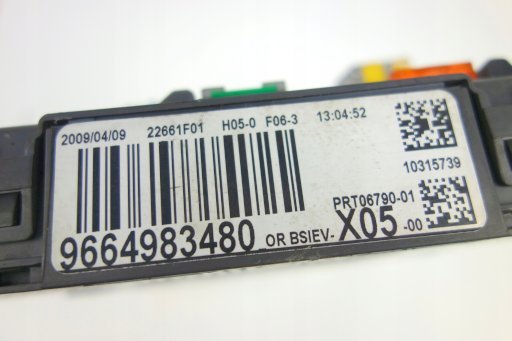 2009/04/09 22661F01 H05-0 F06-3 13:04:52
10315739
PRT06790-01
9664983480 OR BSIEV- X05 -00